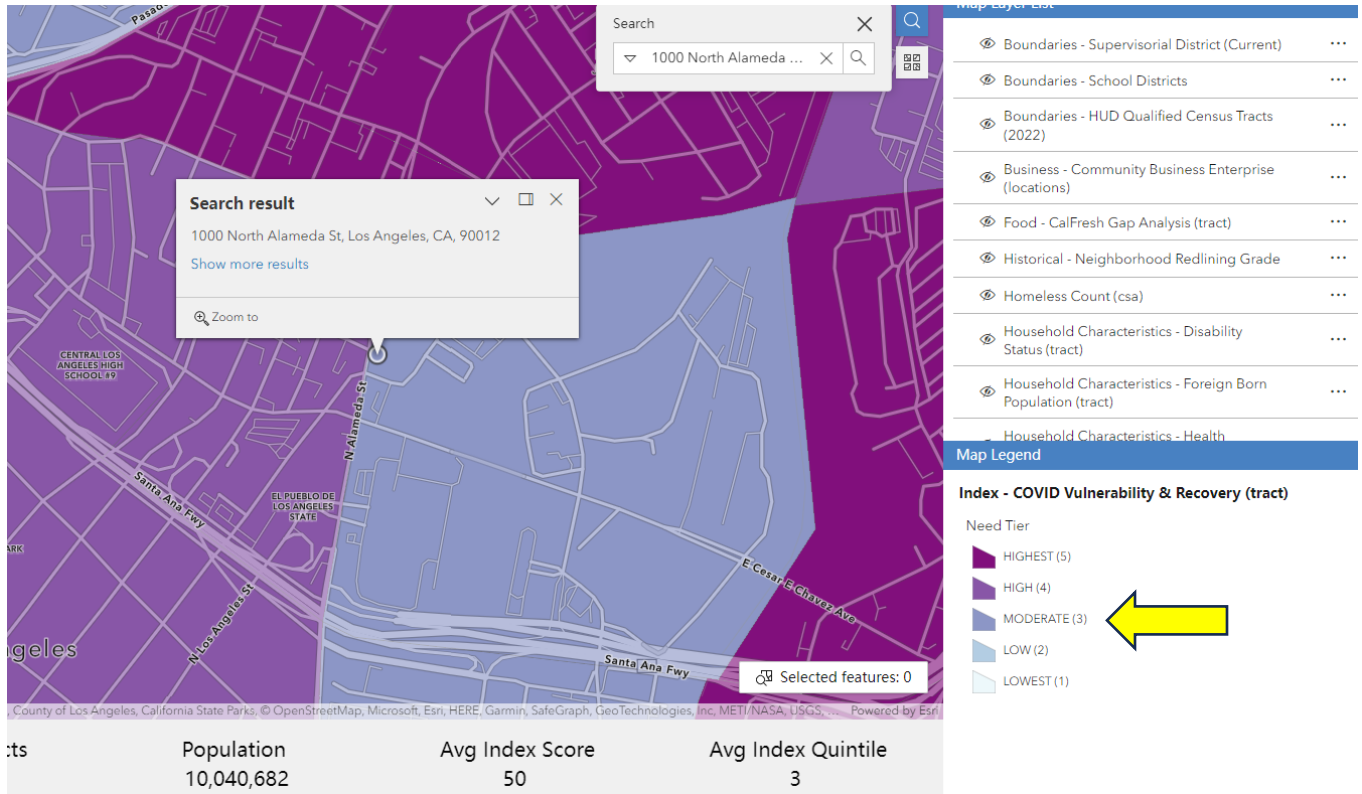 Pasad
Search
1000 North Alameda ...
Search result
1000 North Alameda St, Los Angeles, CA, 90012
Show more results
Zoom to
CENTRAL LOS
ANGELES HIGH
SCHOOL #9
N Alameda St
Santa Ana Fwy
EL PUEBLO DE
LOS ANGELES
STATE
ARK
N Los Angeles St
ngeles
E Cesar E Chavez Ave
Santa Ana Fwy
Selected features: 0
, County of Los Angeles, California State Parks, © OpenStreetMap, Microsoft, Esri, HERE, Garmin, SafeGraph, GeoTechnologies, Inc, METI/NASA, USGS, ... Powered by Esri
cts
Population
10,040,682
Avg Index Score
50
Avg Index Quintile
3
Map Layer List
Boundaries - Supervisorial District (Current)
Boundaries - School Districts
Boundaries - HUD Qualified Census Tracts
(2022)
Business - Community Business Enterprise
(locations)
Food - CalFresh Gap Analysis (tract)
Historical - Neighborhood Redlining Grade
Homeless Count (csa)
Household Characteristics - Disability
Status (tract)
Household Characteristics - Foreign Born
Population (tract)
Household Characteristics - Health
Map Legend
Index - COVID Vulnerability & Recovery (tract)
Need Tier
HIGHEST (5)
HIGH (4)
MODERATE (3)
LOW (2)
LOWEST (1)